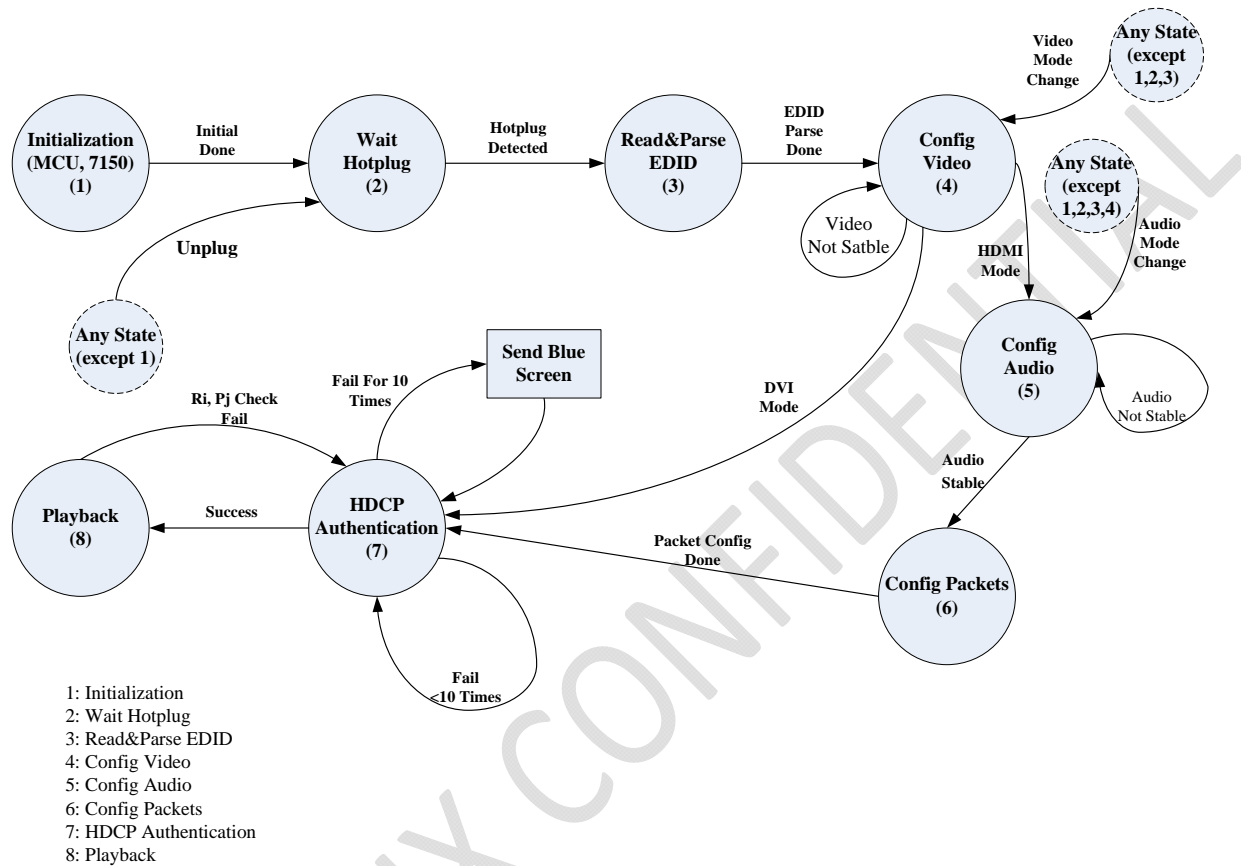 Initialization
(MCU, 7150)
(1)
Initial
Done
Wait
Hotplug
(2)
Hotplug
Detected
Read&Parse
EDID
(3)
EDID
Parse
Done
Config
Video
(4)
Video
Mode
Change
Any State
(except
1,2,3)
Any State
(except
1,2,3,4)
Audio
Mode
Change
Video
Not Satble
HDMI
Mode
Unplug
Any State
(except 1)
Send Blue
Screen
Fail For 10
Times
Ri, Pj Check
Fail
DVI
Mode
Config
Audio
(5)
Audio
Not Stable
Audio
Stable
Playback
(8)
Success
HDCP
Authentication
(7)
Packet Config
Done
Config Packets
(6)
Fail
<10 Times
1: Initialization
2: Wait Hotplug
3: Read&Parse EDID
4: Config Video
5: Config Audio
6: Config Packets
7: HDCP Authentication
8: Playback
CONFIDENTIAL